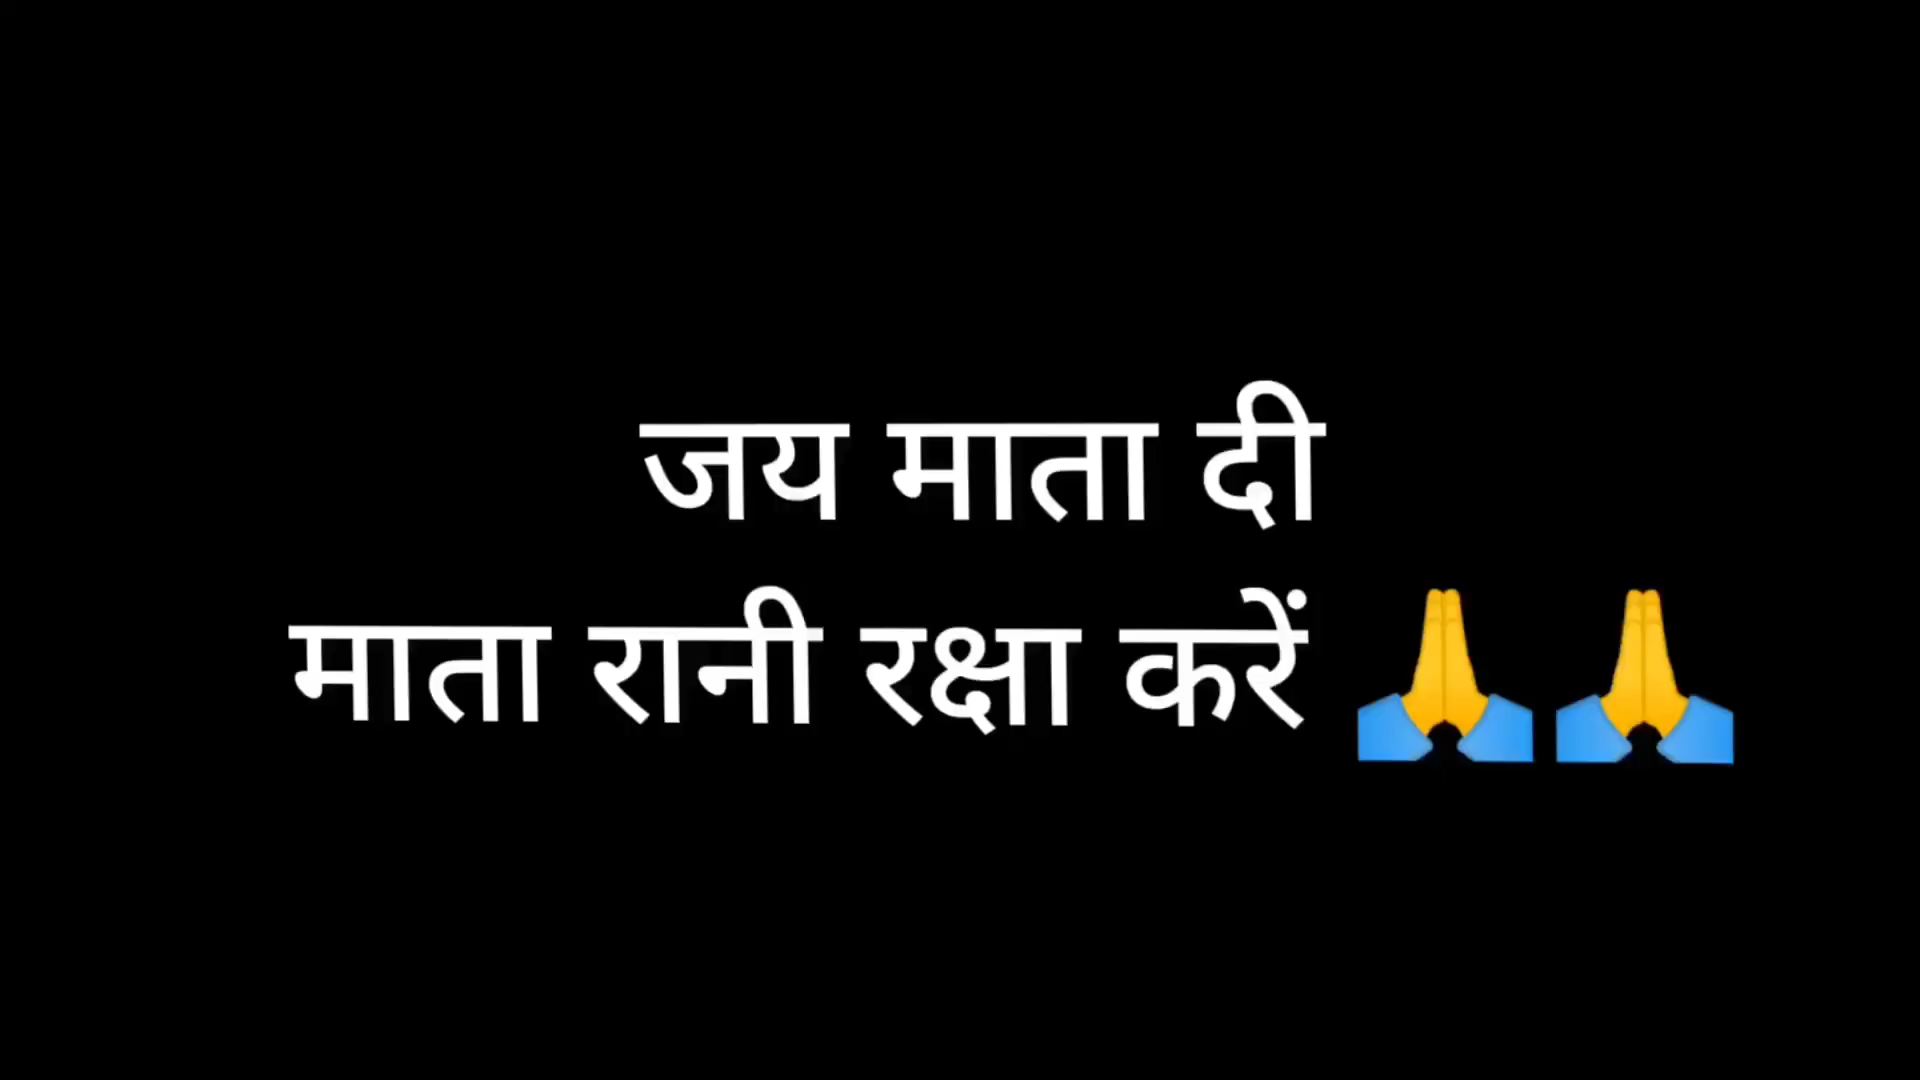 जय माता दी
माता रानी रक्षा करें 🙏🙏